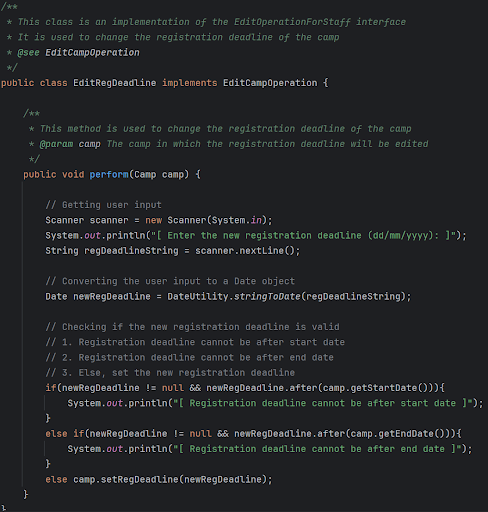 /**
 * This class is an implementation of the EditOperationForStaff interface
 * It is used to change the registration deadline of the camp
 * @see EditCampOperation
 */
public class EditRegDeadline implements EditCampOperation {
    /**
     * This method is used to change the registration deadline of the camp
     * @param camp The camp in which the registration deadline will be edited
     */
    public void perform(Camp camp) {
        // Getting user input
        Scanner scanner = new Scanner(System.in);
        System.out.println("[ Enter the new registration deadline (dd/mm/yyyy): ]");
        String regDeadlineString = scanner.nextLine();
        // Converting the user input to a Date object
        Date newRegDeadline = DateUtility.stringToDate(regDeadlineString);
        // Checking if the new registration deadline is valid
        // 1. Registration deadline cannot be after start date
        // 2. Registration deadline cannot be after end date
        // 3. Else, set the new registration deadline
        if(newRegDeadline != null && newRegDeadline.after(camp.getStartDate())){
            System.out.println("[ Registration deadline cannot be after start date ]");
        }
        else if(newRegDeadline != null && newRegDeadline.after(camp.getEndDate())){
            System.out.println("[ Registration deadline cannot be after end date ]");
        }
        else camp.setRegDeadline(newRegDeadline);
    }
}